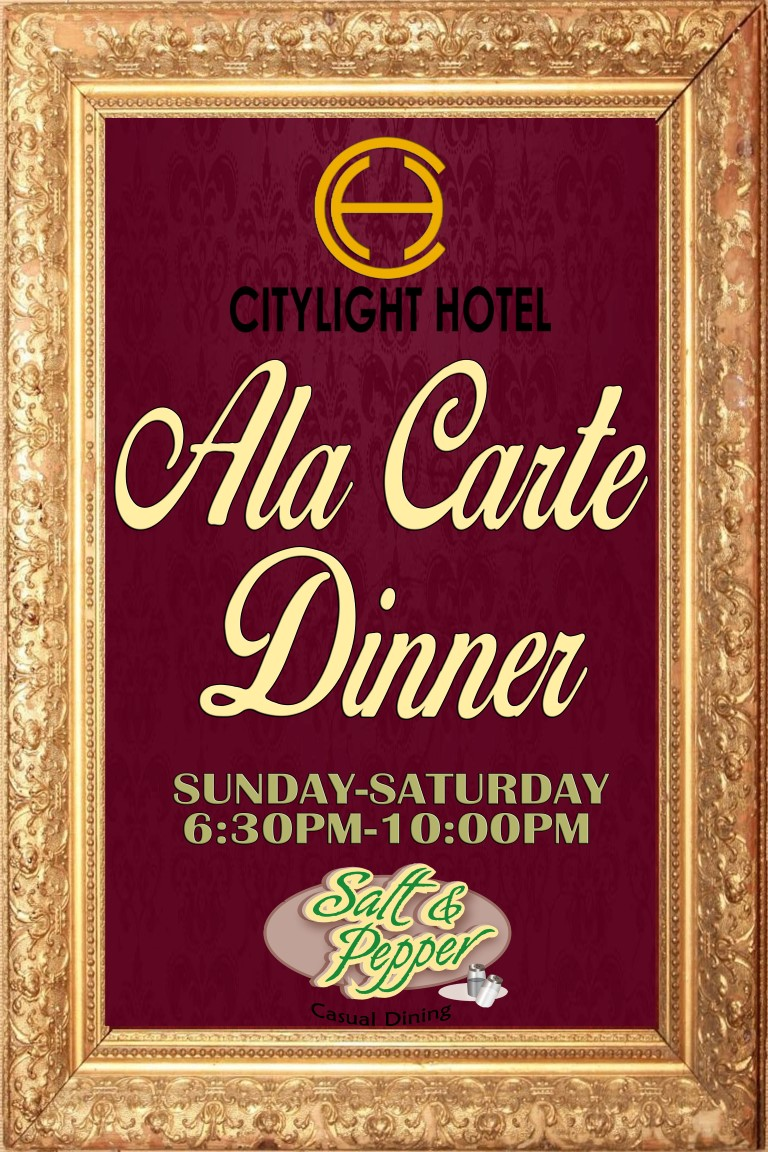 CITYLIGHT HOTEL
Ala Carte
Dinner
SUNDAY-SATURDAY
6:30PM-10:00PM
Salt &
Pepper
Casual Dining